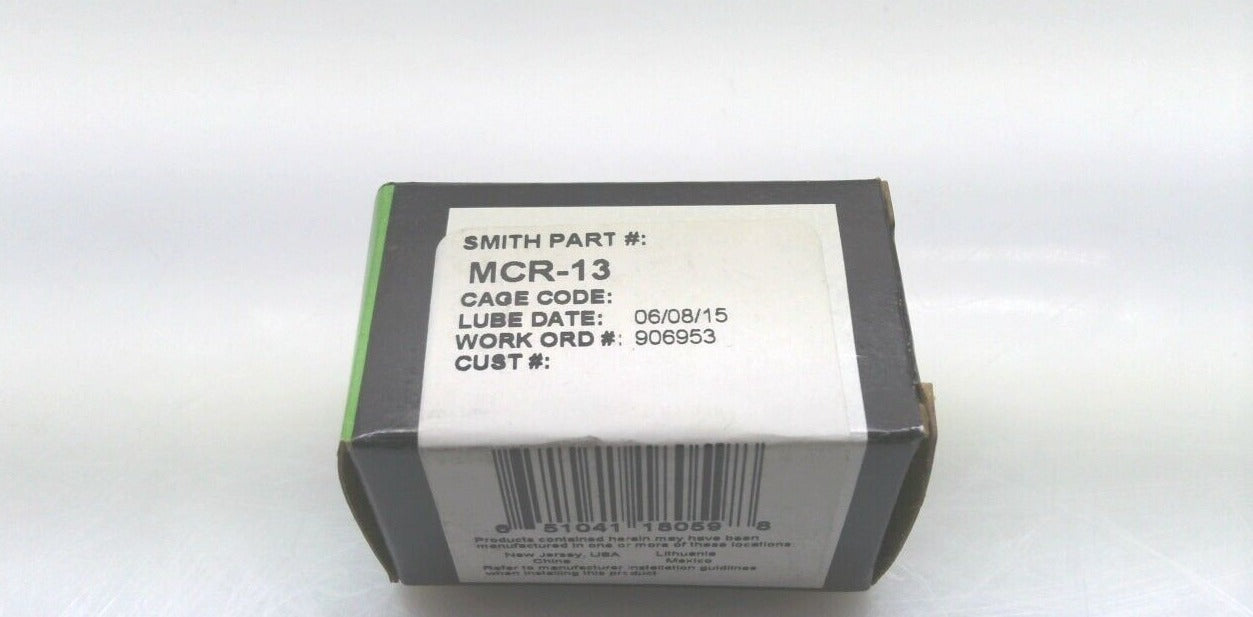 SMITH PART #:
MCR-13
CAGE CODE:
LUBE DATE: 06/08/15
WORK ORD #: 906953
CUST #:
6 51041 18059 8
Products contained herein may have been
manufactured in one or more of these locations:
New Jersey, USA Lithuania
China Mexico
Refer to manufacturer installation guidlines
when installing this product